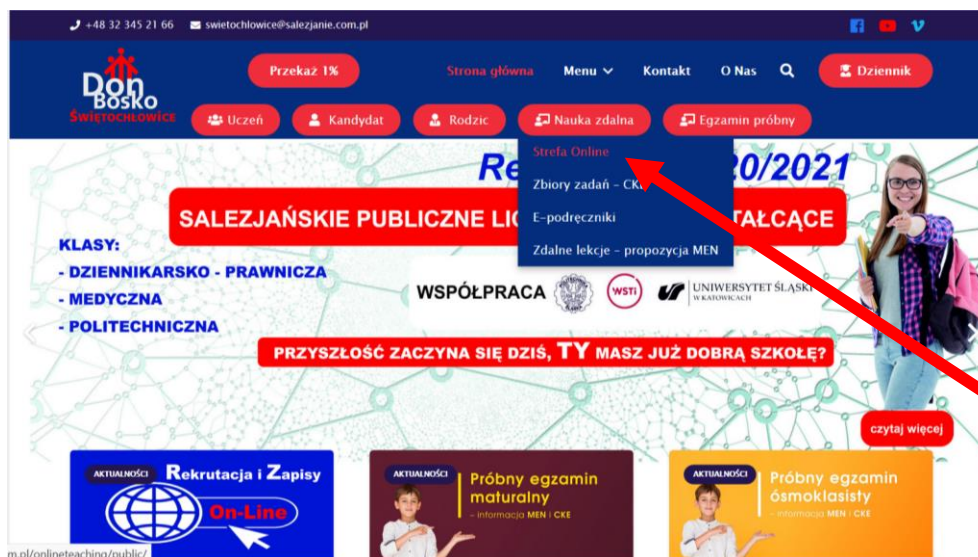 +48 32 345 21 66 swietochlowice@salezjanie.com.pl
Don
Bosko
Świętochłowice
Przekaż 1%
Strona główna Menu Kontakt O Nas Dziennik
Uczeń Kandydat Rodzic Nauka zdalna Egzamin próbny
Strefa Online
Zbiory zadań – CKE
E-podręczniki
Zdalne lekcje – propozycja MEN
20/2021
SALEZJAŃSKIE PUBLICZNE
KLASY:
- DZIENNIKARSKO - PRAWNICZA
- MEDYCZNA
- POLITECHNICZNA
WSPÓŁPRACA WSTi UNIWERSYTET ŚLĄSKI
W KATOWICACH
PRZYSZŁOŚĆ ZACZYNA SIĘ DZIŚ, TY MASZ JUŻ DOBRĄ SZKOŁĘ?
czytaj więcej
AKTUALNOŚCI
Rekrutacja i Zapisy
On-Line
AKTUALNOŚCI
Próbny egzamin
maturalny
– informacja MEN i CKE
AKTUALNOŚCI
Próbny egzamin
ósmoklasisty
– informacja MEN i CKE
m.pl/onlineteaching/public/